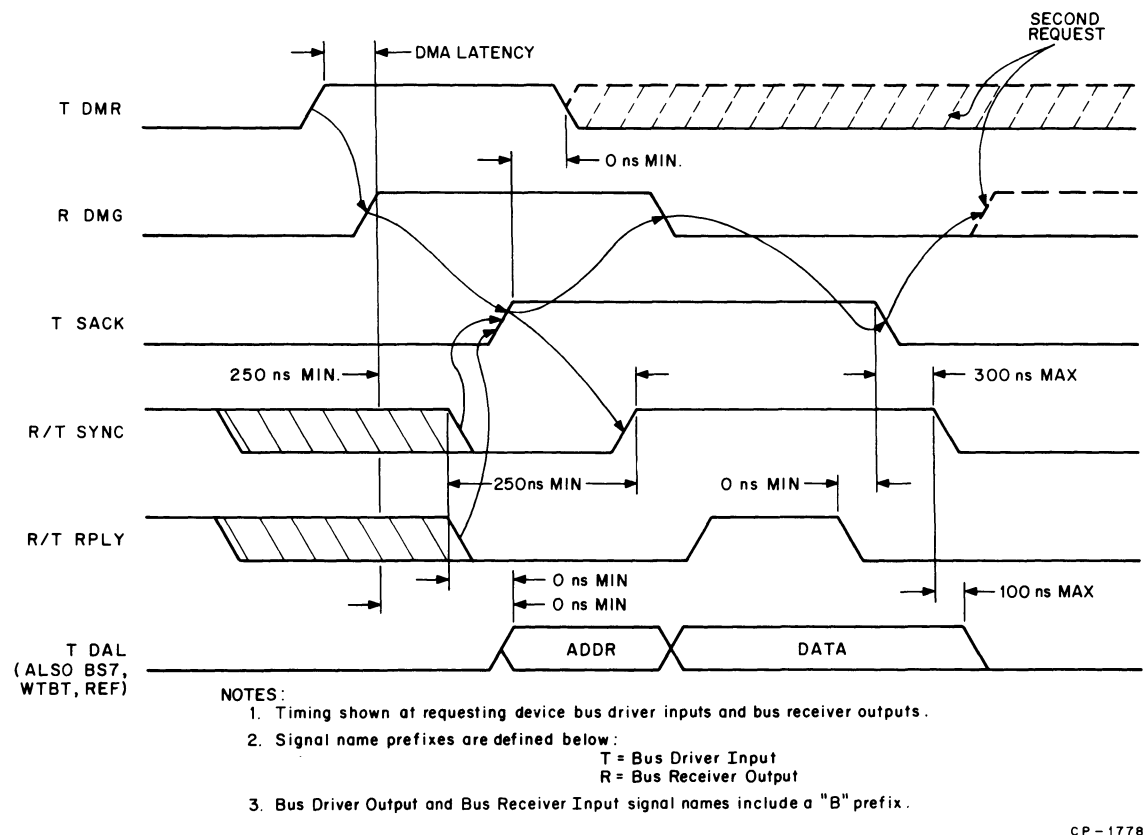 SECOND
REQUEST
DMA LATENCY
T DMR
0 ns MIN.
R DMG
T SACK
250 ns MIN.
300 ns MAX
R/T SYNC
250ns MIN
0 ns MIN
R/T RPLY
0 ns MIN
0 ns MIN
100 ns MAX
T DAL
(ALSO BS7,
WTBT, REF)
ADDR
DATA
NOTES:
1. Timing shown at requesting device bus driver inputs and bus receiver outputs.
2. Signal name prefixes are defined below:
T = Bus Driver Input
R = Bus Receiver Output
3. Bus Driver Output and Bus Receiver Input signal names include a "B" prefix.
CP-1778